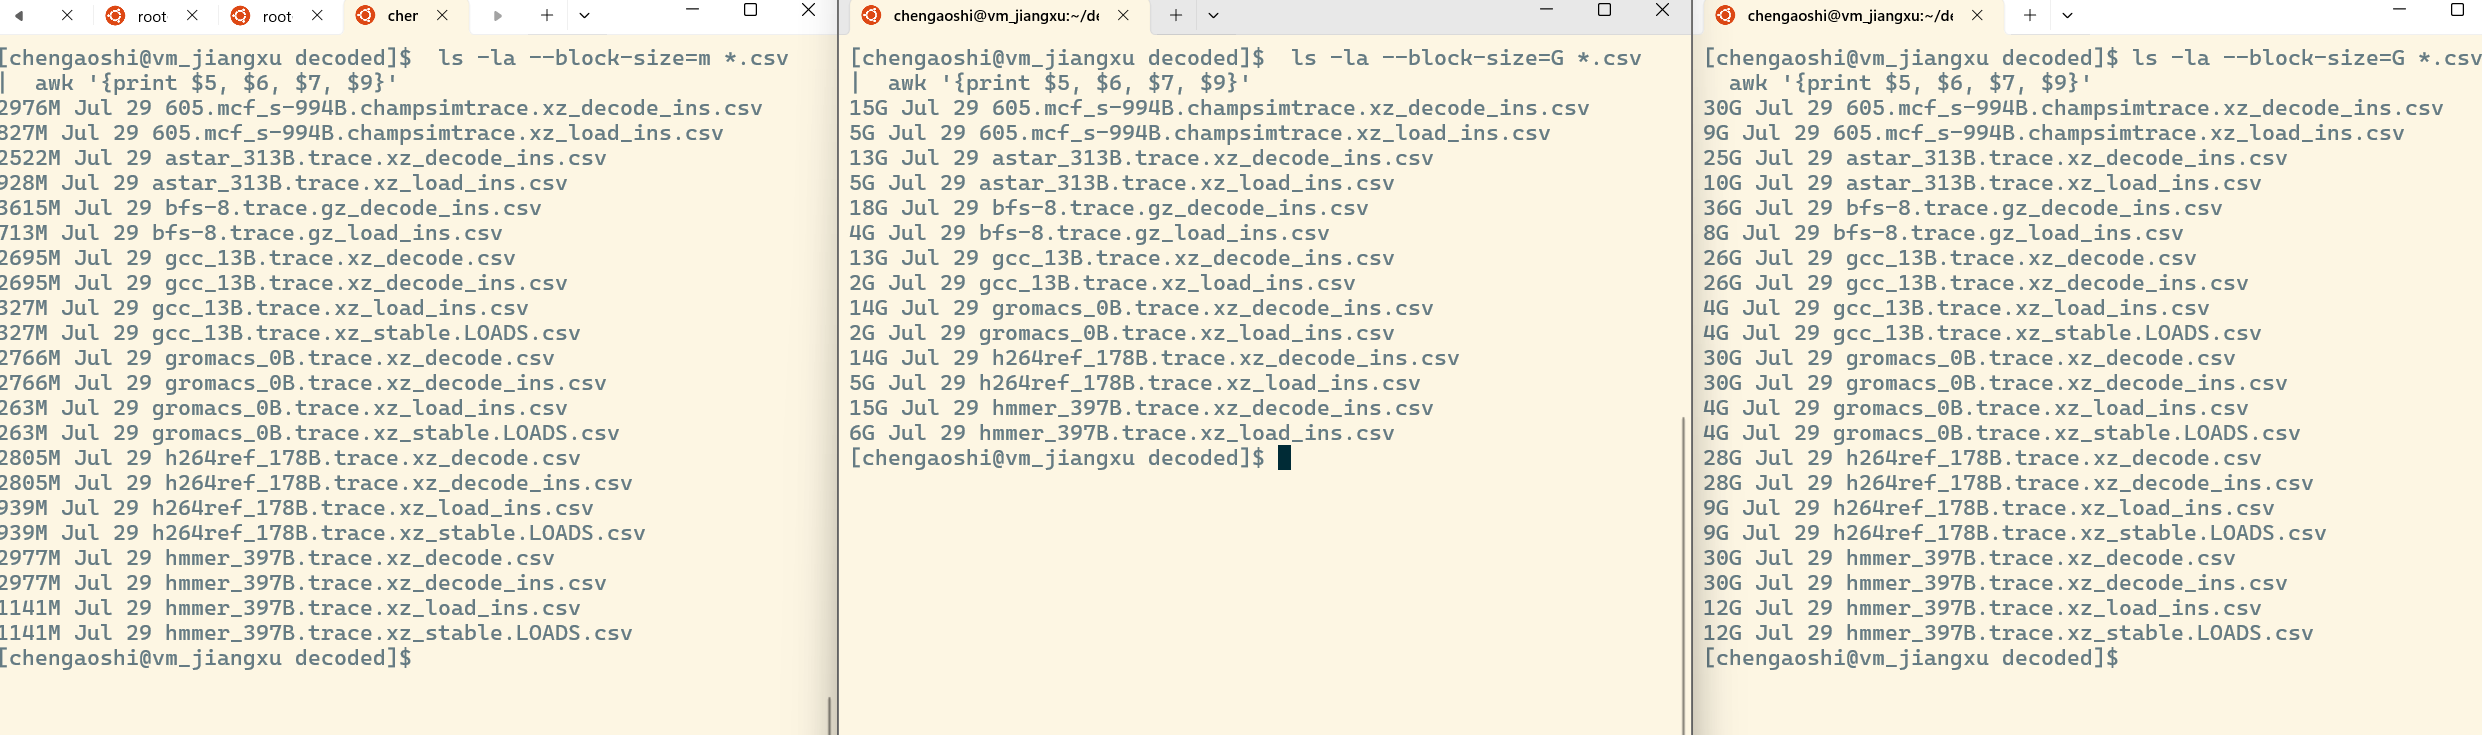 root
root
cher
[chengaoshi@vm_jiangxu decoded]$  ls -la --block-size=m *.csv
|  awk '{print $5, $6, $7, $9}'
2976M Jul 29 605.mcf_s-994B.champsimtrace.xz_decode_ins.csv
827M Jul 29 605.mcf_s-994B.champsimtrace.xz_load_ins.csv
2522M Jul 29 astar_313B.trace.xz_decode_ins.csv
928M Jul 29 astar_313B.trace.xz_load_ins.csv
3615M Jul 29 bfs-8.trace.gz_decode_ins.csv
713M Jul 29 bfs-8.trace.gz_load_ins.csv
2695M Jul 29 gcc_13B.trace.xz_decode.csv
2695M Jul 29 gcc_13B.trace.xz_decode_ins.csv
327M Jul 29 gcc_13B.trace.xz_load_ins.csv
327M Jul 29 gcc_13B.trace.xz_stable.LOADS.csv
2766M Jul 29 gromacs_0B.trace.xz_decode.csv
2766M Jul 29 gromacs_0B.trace.xz_decode_ins.csv
263M Jul 29 gromacs_0B.trace.xz_load_ins.csv
263M Jul 29 gromacs_0B.trace.xz_stable.LOADS.csv
2805M Jul 29 h264ref_178B.trace.xz_decode.csv
2805M Jul 29 h264ref_178B.trace.xz_decode_ins.csv
939M Jul 29 h264ref_178B.trace.xz_load_ins.csv
939M Jul 29 h264ref_178B.trace.xz_stable.LOADS.csv
2977M Jul 29 hmmer_397B.trace.xz_decode.csv
2977M Jul 29 hmmer_397B.trace.xz_decode_ins.csv
1141M Jul 29 hmmer_397B.trace.xz_load_ins.csv
1141M Jul 29 hmmer_397B.trace.xz_stable.LOADS.csv
[chengaoshi@vm_jiangxu decoded]$
chengaoshi@vm_jiangxu:~/de
[chengaoshi@vm_jiangxu decoded]$  ls -la --block-size=G *.csv
|  awk '{print $5, $6, $7, $9}'
15G Jul 29 605.mcf_s-994B.champsimtrace.xz_decode_ins.csv
5G Jul 29 605.mcf_s-994B.champsimtrace.xz_load_ins.csv
13G Jul 29 astar_313B.trace.xz_decode_ins.csv
5G Jul 29 astar_313B.trace.xz_load_ins.csv
18G Jul 29 bfs-8.trace.gz_decode_ins.csv
4G Jul 29 bfs-8.trace.gz_load_ins.csv
13G Jul 29 gcc_13B.trace.xz_decode_ins.csv
2G Jul 29 gcc_13B.trace.xz_load_ins.csv
14G Jul 29 gromacs_0B.trace.xz_decode_ins.csv
2G Jul 29 gromacs_0B.trace.xz_load_ins.csv
14G Jul 29 h264ref_178B.trace.xz_decode_ins.csv
5G Jul 29 h264ref_178B.trace.xz_load_ins.csv
15G Jul 29 hmmer_397B.trace.xz_decode_ins.csv
6G Jul 29 hmmer_397B.trace.xz_load_ins.csv
[chengaoshi@vm_jiangxu decoded]$
chengaoshi@vm_jiangxu:~/de
[chengaoshi@vm_jiangxu decoded]$ ls -la --block-size=G *.csv
awk '{print $5, $6, $7, $9}'
30G Jul 29 605.mcf_s-994B.champsimtrace.xz_decode_ins.csv
9G Jul 29 605.mcf_s-994B.champsimtrace.xz_load_ins.csv
25G Jul 29 astar_313B.trace.xz_decode_ins.csv
10G Jul 29 astar_313B.trace.xz_load_ins.csv
36G Jul 29 bfs-8.trace.gz_decode_ins.csv
8G Jul 29 bfs-8.trace.gz_load_ins.csv
26G Jul 29 gcc_13B.trace.xz_decode.csv
26G Jul 29 gcc_13B.trace.xz_decode_ins.csv
4G Jul 29 gcc_13B.trace.xz_load_ins.csv
4G Jul 29 gcc_13B.trace.xz_stable.LOADS.csv
30G Jul 29 gromacs_0B.trace.xz_decode.csv
30G Jul 29 gromacs_0B.trace.xz_decode_ins.csv
4G Jul 29 gromacs_0B.trace.xz_load_ins.csv
4G Jul 29 gromacs_0B.trace.xz_stable.LOADS.csv
28G Jul 29 h264ref_178B.trace.xz_decode.csv
28G Jul 29 h264ref_178B.trace.xz_decode_ins.csv
9G Jul 29 h264ref_178B.trace.xz_load_ins.csv
9G Jul 29 h264ref_178B.trace.xz_stable.LOADS.csv
30G Jul 29 hmmer_397B.trace.xz_decode.csv
30G Jul 29 hmmer_397B.trace.xz_decode_ins.csv
12G Jul 29 hmmer_397B.trace.xz_load_ins.csv
12G Jul 29 hmmer_397B.trace.xz_stable.LOADS.csv
[chengaoshi@vm_jiangxu decoded]$